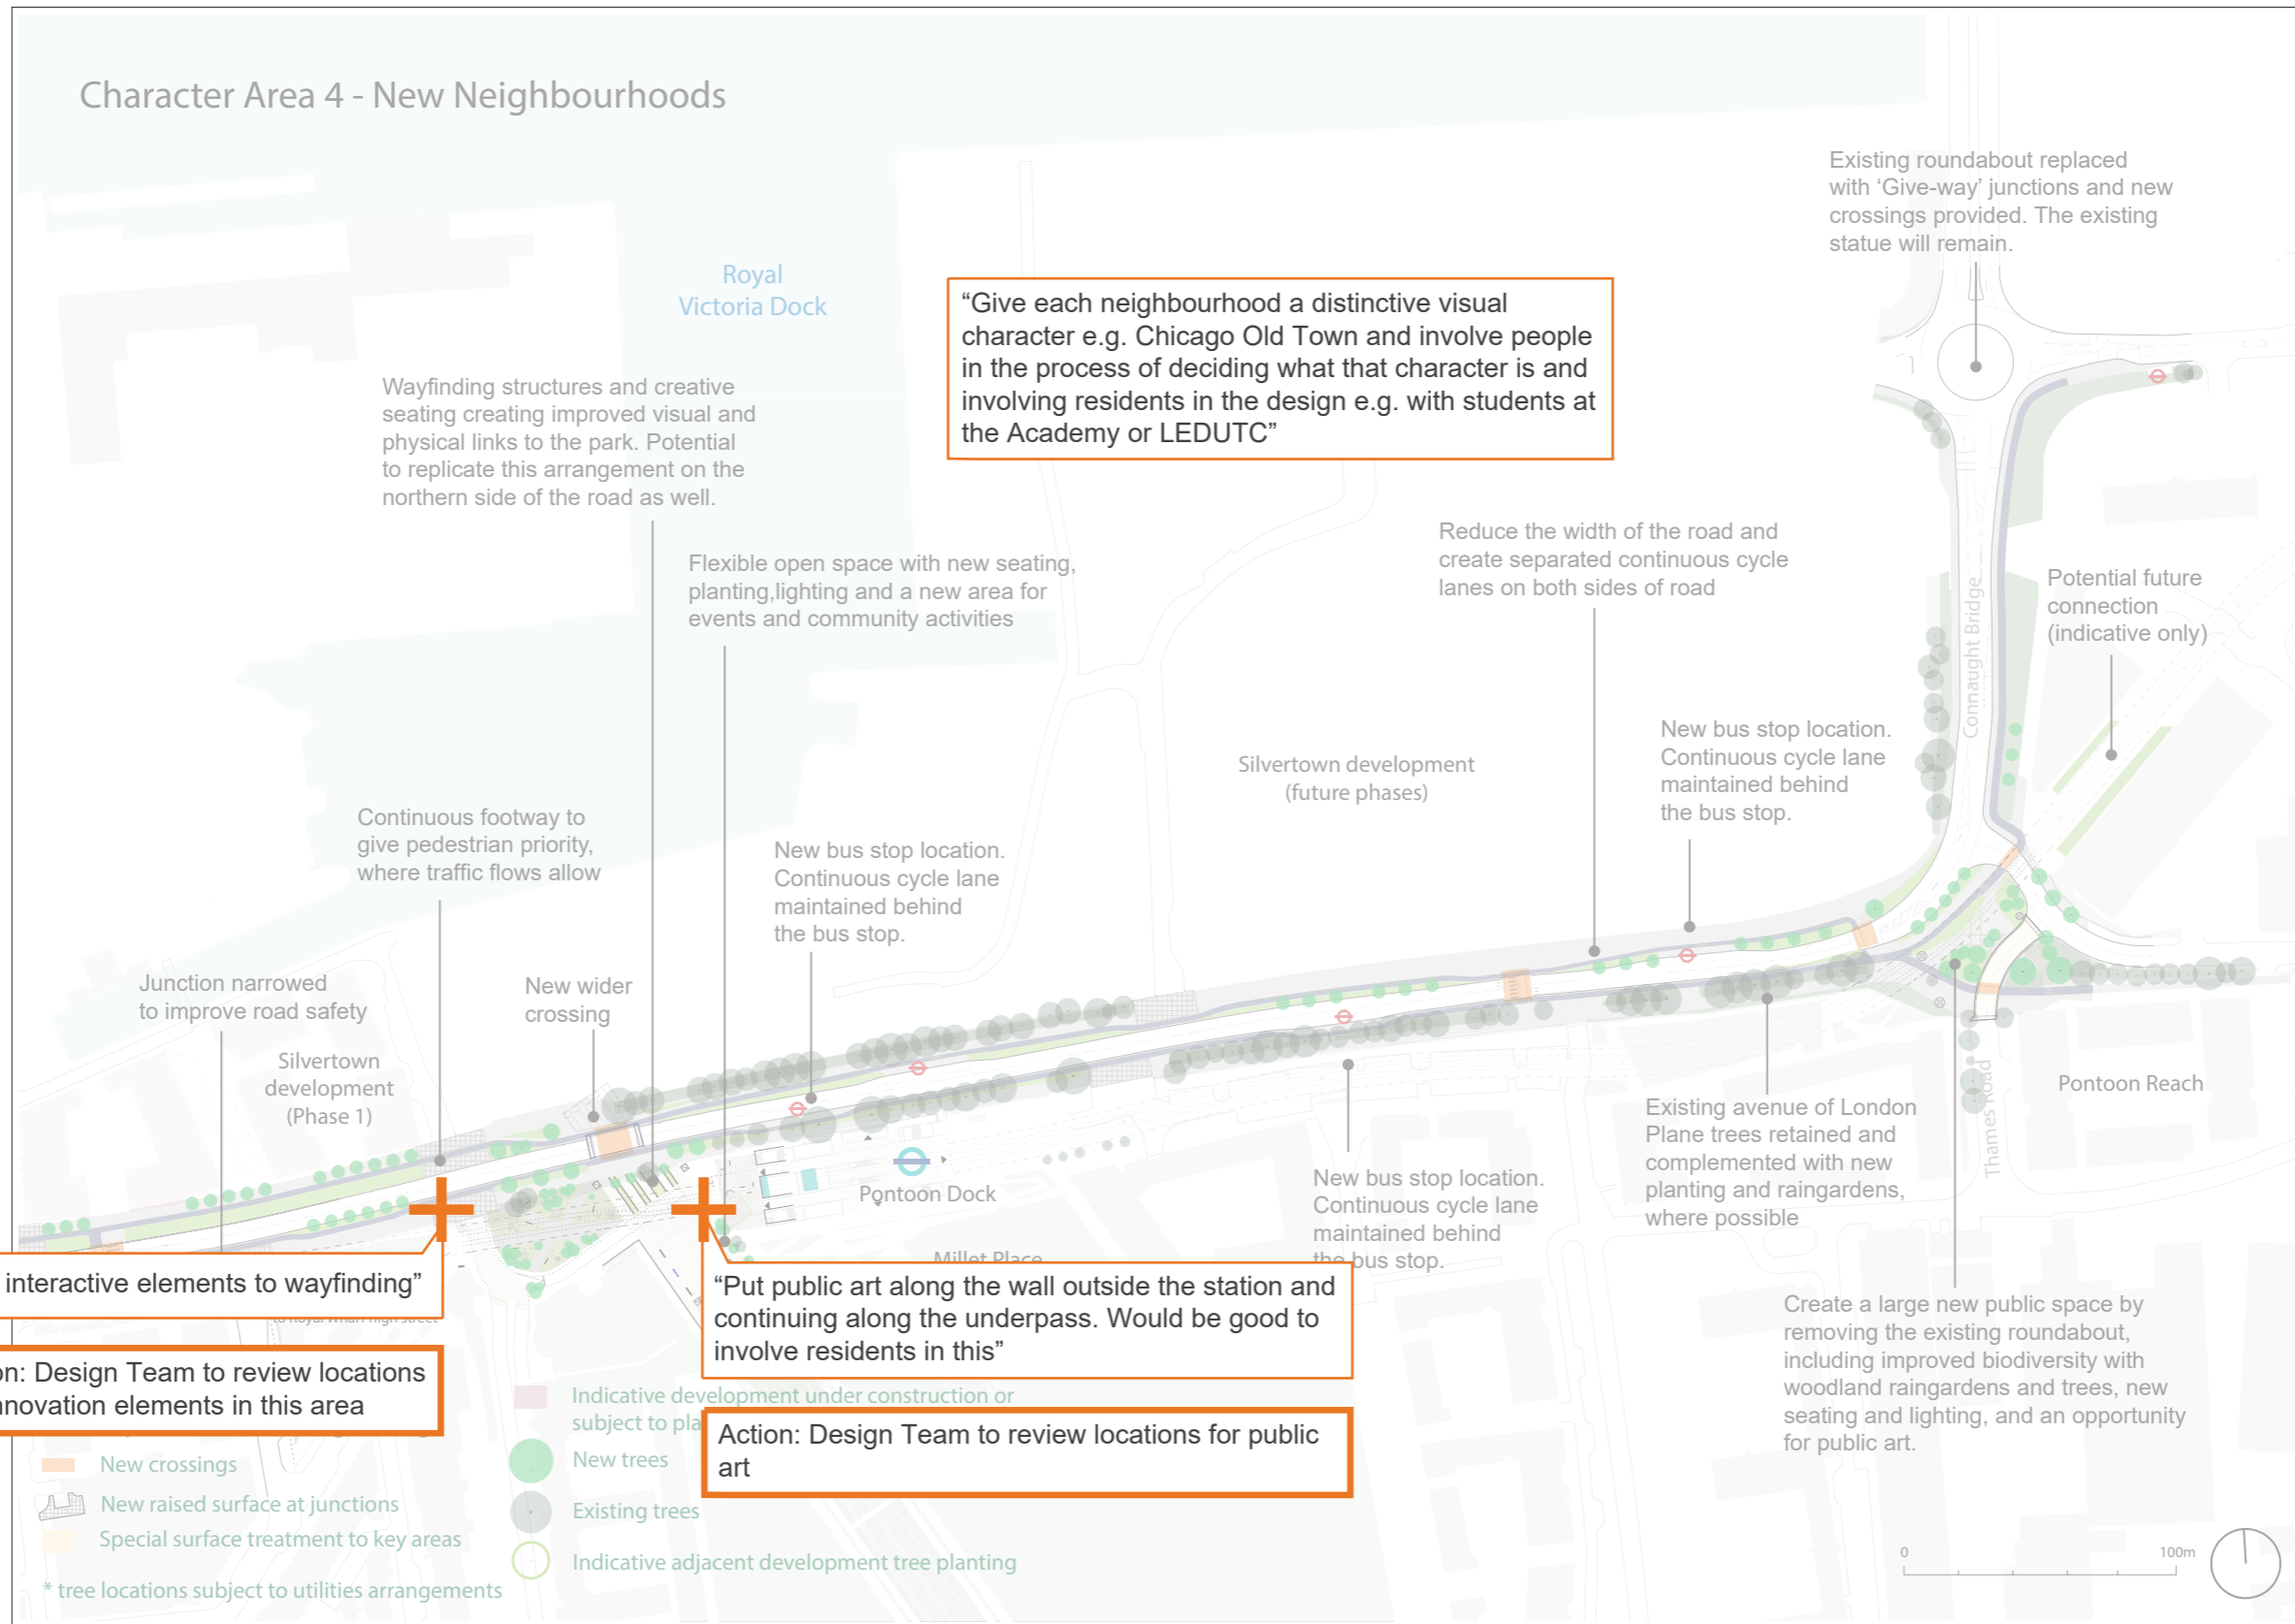 Character Area 4 - New Neighbourhoods
Existing roundabout replaced
with ‘Give-way’ junctions and new
crossings provided. The existing
statue will remain.
Royal
Victoria Dock
“Give each neighbourhood a distinctive visual
character e.g. Chicago Old Town and involve people
in the process of deciding what that character is and
involving residents in the design e.g. with students at
the Academy or LEDUTC”
Wayfinding structures and creative
seating creating improved visual and
physical links to the park. Potential
to replicate this arrangement on the
northern side of the road as well.
Flexible open space with new seating,
planting,lighting and a new area for
events and community activities
Reduce the width of the road and
create separated continuous cycle
lanes on both sides of road
Connaught Bridge
Potential future
connection
(indicative only)
New bus stop location.
Continuous cycle lane
maintained behind
the bus stop.
Silvertown development
(future phases)
Continuous footway to
give pedestrian priority,
where traffic flows allow
New bus stop location.
Continuous cycle lane
maintained behind
the bus stop.
Junction narrowed
to improve road safety
New wider
crossing
Silvertown
development
(Phase 1)
Pontoon Dock
New bus stop location.
Continuous cycle lane
maintained behind
the bus stop.
Existing avenue of London
Plane trees retained and
complemented with new
planting and raingardens,
where possible
Thames Road
Pontoon Reach
Millet Place
interactive elements to wayfinding”
to Royal Wharf high street
“Put public art along the wall outside the station and
continuing along the underpass. Would be good to
involve residents in this”
Create a large new public space by
removing the existing roundabout,
including improved biodiversity with
woodland raingardens and trees, new
seating and lighting, and an opportunity
for public art.
on: Design Team to review locations
nnovation elements in this area
Action: Design Team to review locations for public
art
Indicative development under construction or
subject to pla
New crossings
New raised surface at junctions
Special surface treatment to key areas
New trees
Existing trees
Indicative adjacent development tree planting
* tree locations subject to utilities arrangements
0 100m